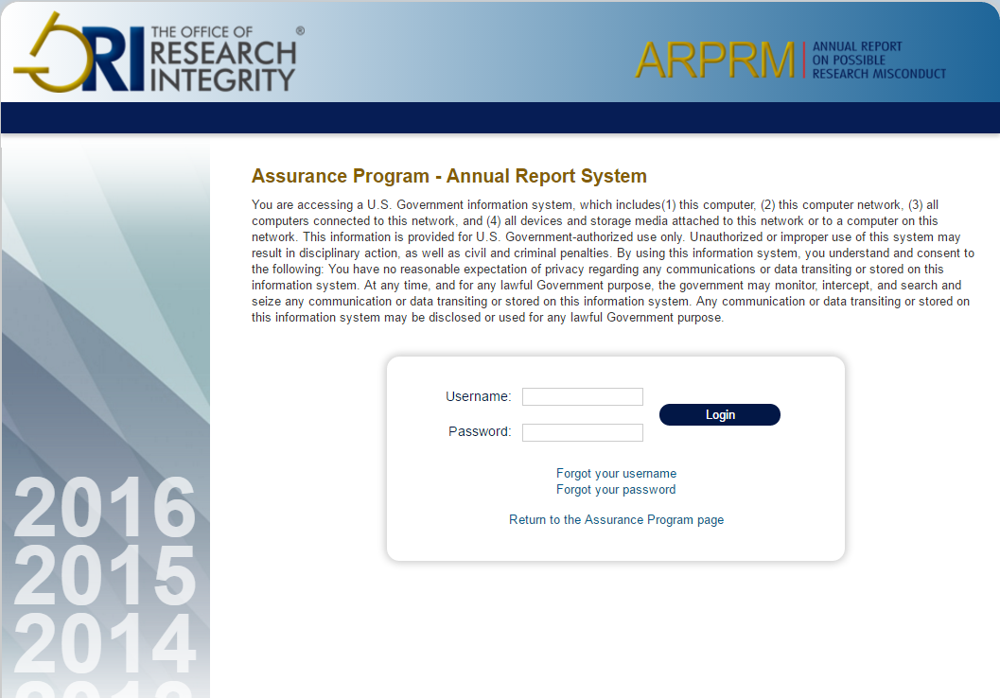 THE OFFICE OF
ORI RESEARCH
INTEGRITY
®
ARPRM
ANNUAL REPORT
ON POSSIBLE
RESEARCH MISCONDUCT
Assurance Program - Annual Report System
You are accessing a U.S. Government information system, which includes(1) this computer, (2) this computer network, (3) all
computers connected to this network, and (4) all devices and storage media attached to this network or to a computer on this
network. This information is provided for U.S. Government-authorized use only. Unauthorized or improper use of this system may
result in disciplinary action, as well as civil and criminal penalties. By using this information system, you understand and consent to
the following: You have no reasonable expectation of privacy regarding any communications or data transiting or stored on this
information system. At any time, and for any lawful Government purpose, the government may monitor, intercept, and search and
seize any communication or data transiting or stored on this information system. Any communication or data transiting or stored on
this information system may be disclosed or used for any lawful Government purpose.
Username:
Login
Password:
Forgot your username
Forgot your password
Return to the Assurance Program page
2016
2015
2014